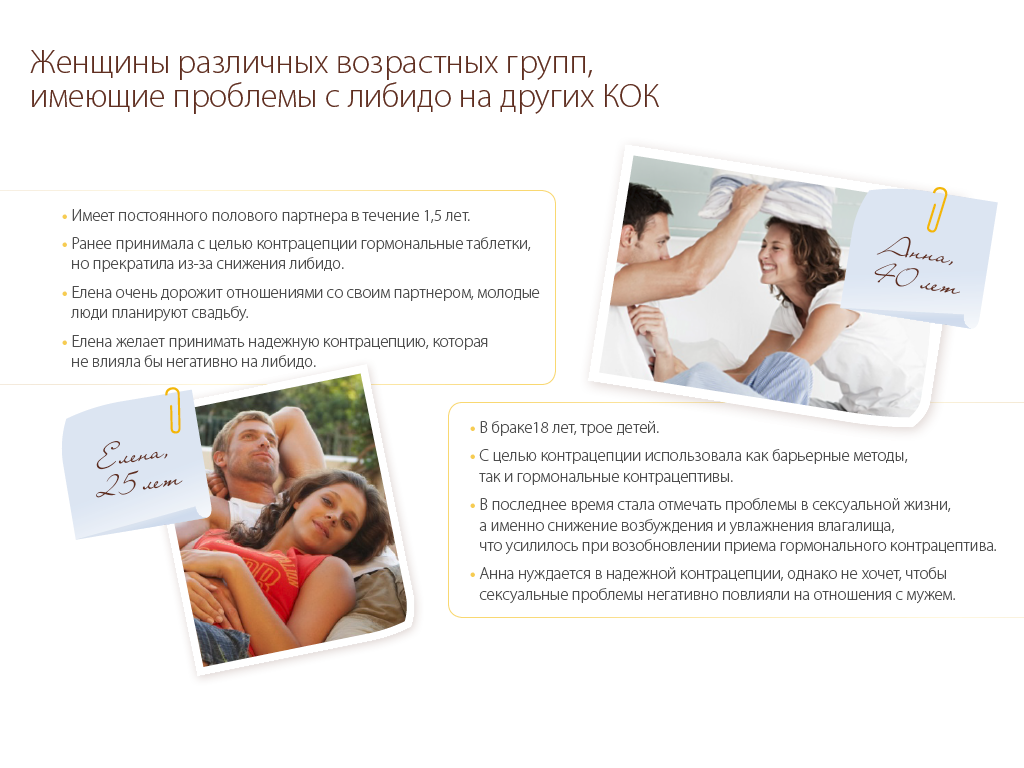 Женщины различных возрастных групп,
имеющие проблемы с либидо на других КОК
• Имеет постоянного полового партнера в течение 1,5 лет.
• Ранее принимала с целью контрацепции гормональные таблетки,
но прекратила из-за снижения либидо.
• Елена очень дорожит отношениями со своим партнером, молодые
люди планируют свадьбу.
• Елена желает принимать надежную контрацепцию, которая
не влияла бы негативно на либидо.
Елена,
25 лет
Анна,
40 лет
• В браке18 лет, трое детей.
• С целью контрацепции использовала как барьерные методы,
так и гормональные контрацептивы.
• В последнее время стала отмечать проблемы в сексуальной жизни,
а именно снижение возбуждения и увлажнения влагалища,
что усилилось при возобновлении приема гормонального контрацептива.
• Анна нуждается в надежной контрацепции, однако не хочет, чтобы
сексуальные проблемы негативно повлияли на отношения с мужем.